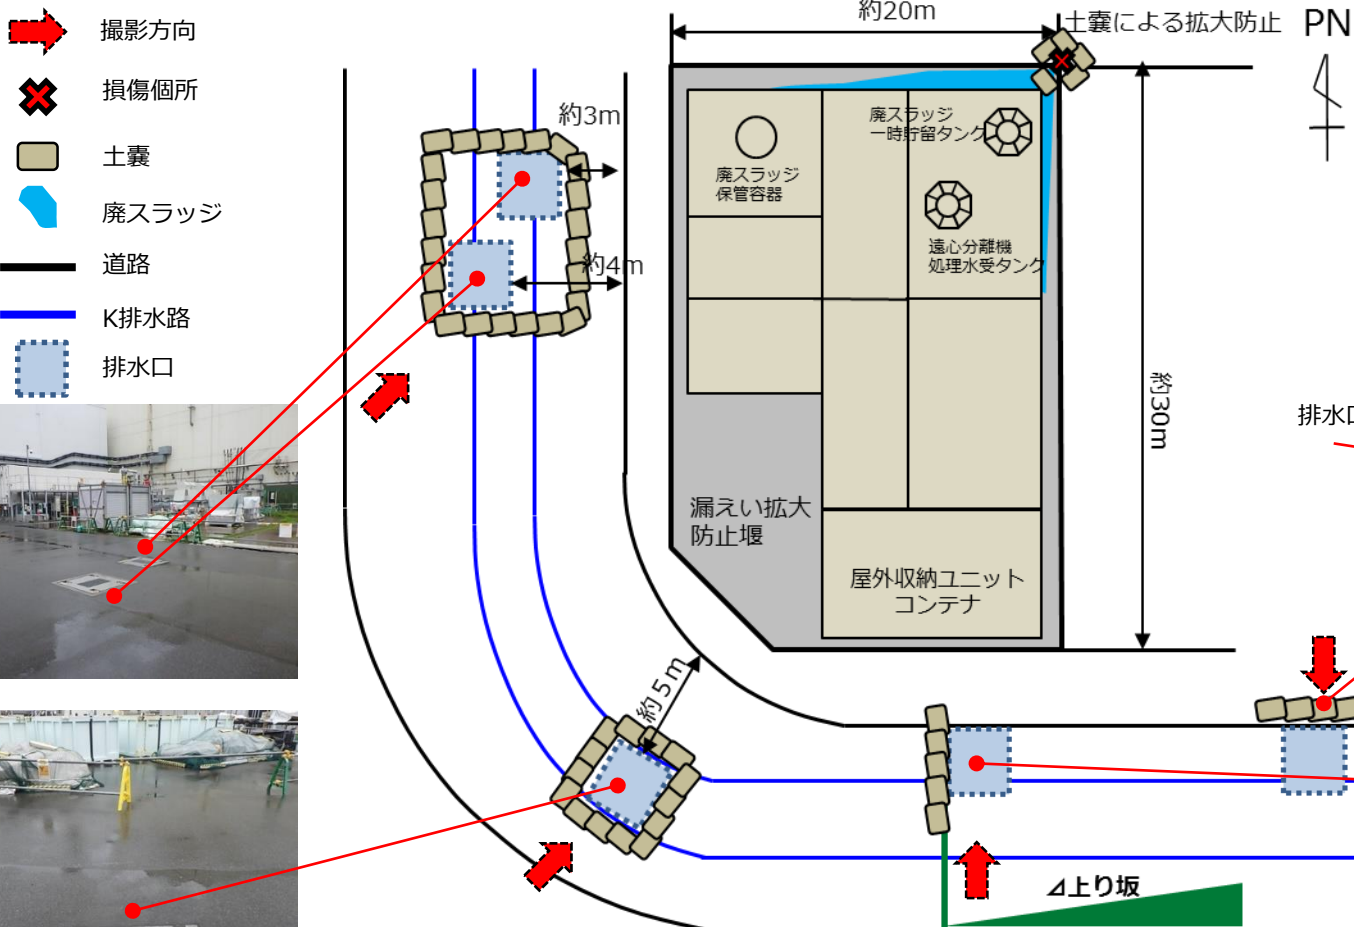 撮影方向
損傷個所
土嚢
廃スラッジ
道路
K排水路
排水口
約20m
土嚢による拡大防止
PN
約3m
約4m
廃スラッジ
一時貯留タンク
廃スラッジ
保管容器
遠心分離機
処理水受タンク
約30m
排水口
漏えい拡大
防止堰
屋外収納ユニット
コンテナ
約5m
⊿上り坂